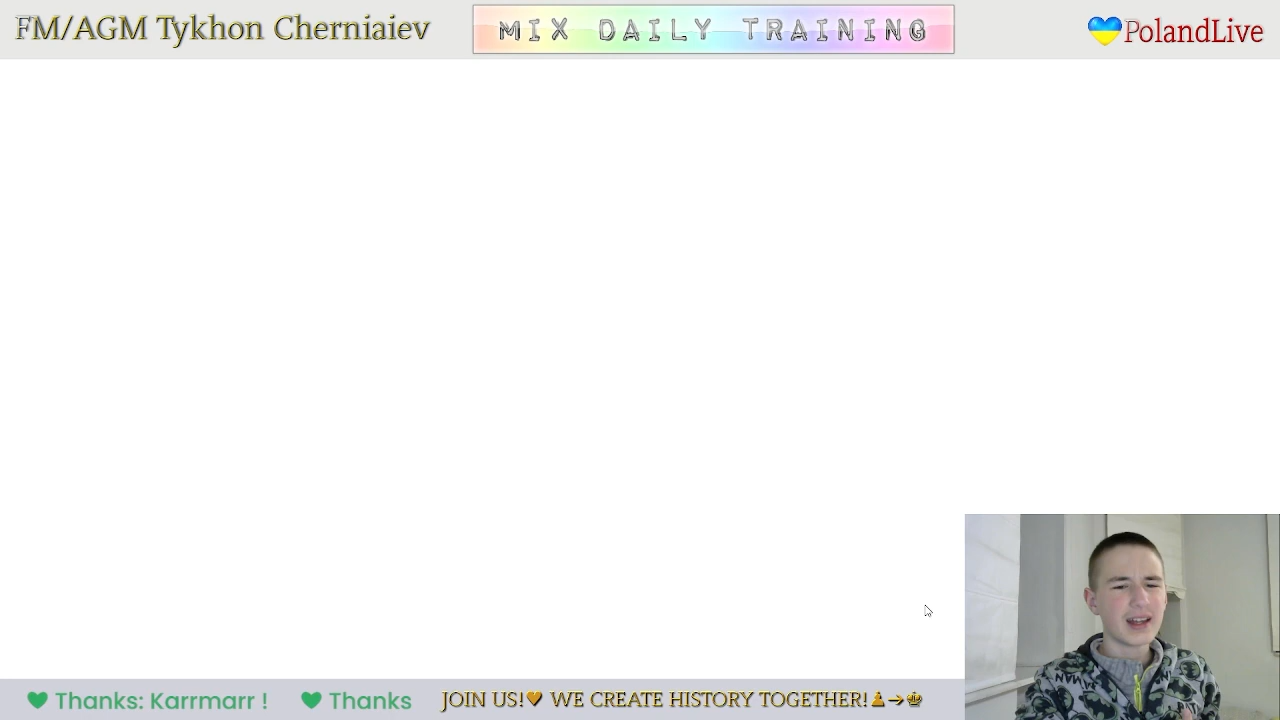 FM/AGM Tykhon Cherniaiev
MIX DAILY TRAINING
💙PolandLive
💚 Thanks: Karrmarr ! 💚 Thanks
JOIN US!🧡 WE CREATE HISTORY TOGETHER!♟→♚